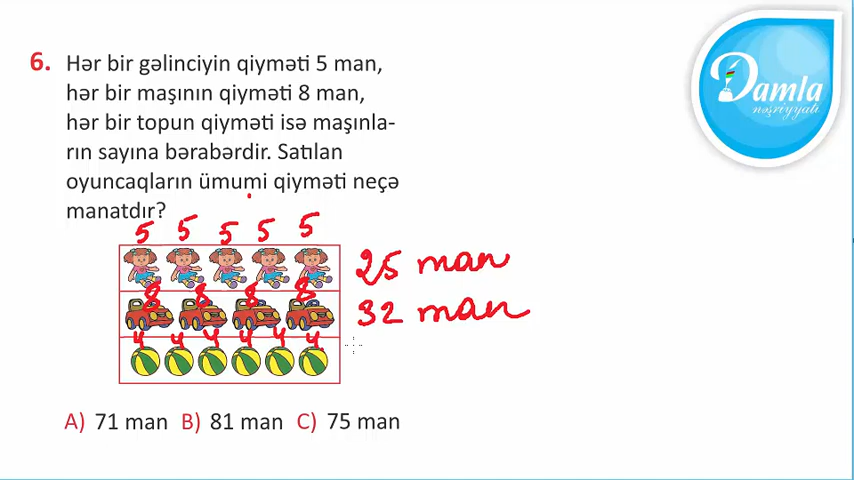 6. Hər bir gəlinciyin qiyməti 5 man,
hər bir maşının qiyməti 8 man,
hər bir topun qiyməti isə maşınla-
rın sayına bərabərdir. Satılan
oyuncaqların ümumi qiyməti neçə
manatdır?
5 5 5 5 5
25 man
8 8 8 8
32 man
4 4 4 4 4 4
A) 71 man B) 81 man C) 75 man
Damla
nəşriyyatı